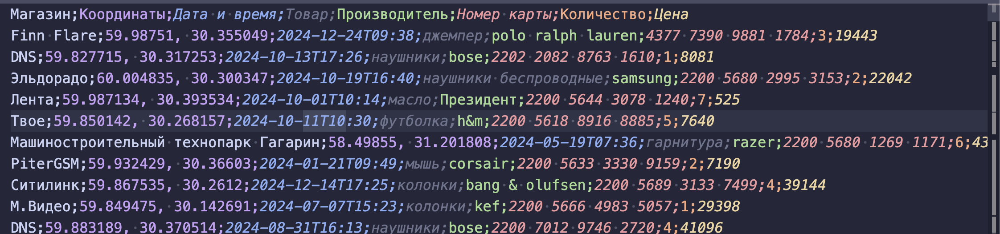 Магазин;Координаты;Дата и время;Товар;Производитель;Номер карты;Количество;Цена
Finn Flare;59.98751, 30.355049;2024-12-24T09:38;джемпер;polo ralph lauren;4377 7390 9881 1784;3;19443
DNS;59.827715, 30.317253;2024-10-13T17:26;наушники;bose;2202 2082 8763 1610;1;8081
Эльдорадо;60.004835, 30.300347;2024-10-19T16:40;наушники беспроводные;samsung;2200 5680 2995 3153;2;22042
Лента;59.987134, 30.393534;2024-10-01T10:14;масло;Президент;2200 5644 3078 1240;7;525
Твое;59.850142, 30.268157;2024-10-11T10:30;футболка;h&m;2200 5618 8916 8885;5;7640
Машиностроительный технопарк Гагарин;58.49855, 31.201808;2024-05-19T07:36;гарнитура;razer;2200 5680 1269 1171;6;43
PiterGSM;59.932429, 30.36603;2024-01-21T09:49;мышь;corsair;2200 5633 3330 9159;2;7190
Ситилинк;59.867535, 30.2612;2024-12-14T17:25;колонки;bang & olufsen;2200 5689 3133 7499;4;39144
М.Видео;59.849475, 30.142691;2024-07-07T15:23;колонки;kef;2200 5666 4983 5057;1;29398
DNS;59.883189, 30.370514;2024-08-31T16:13;наушники;bose;2200 7012 9746 2720;4;41096